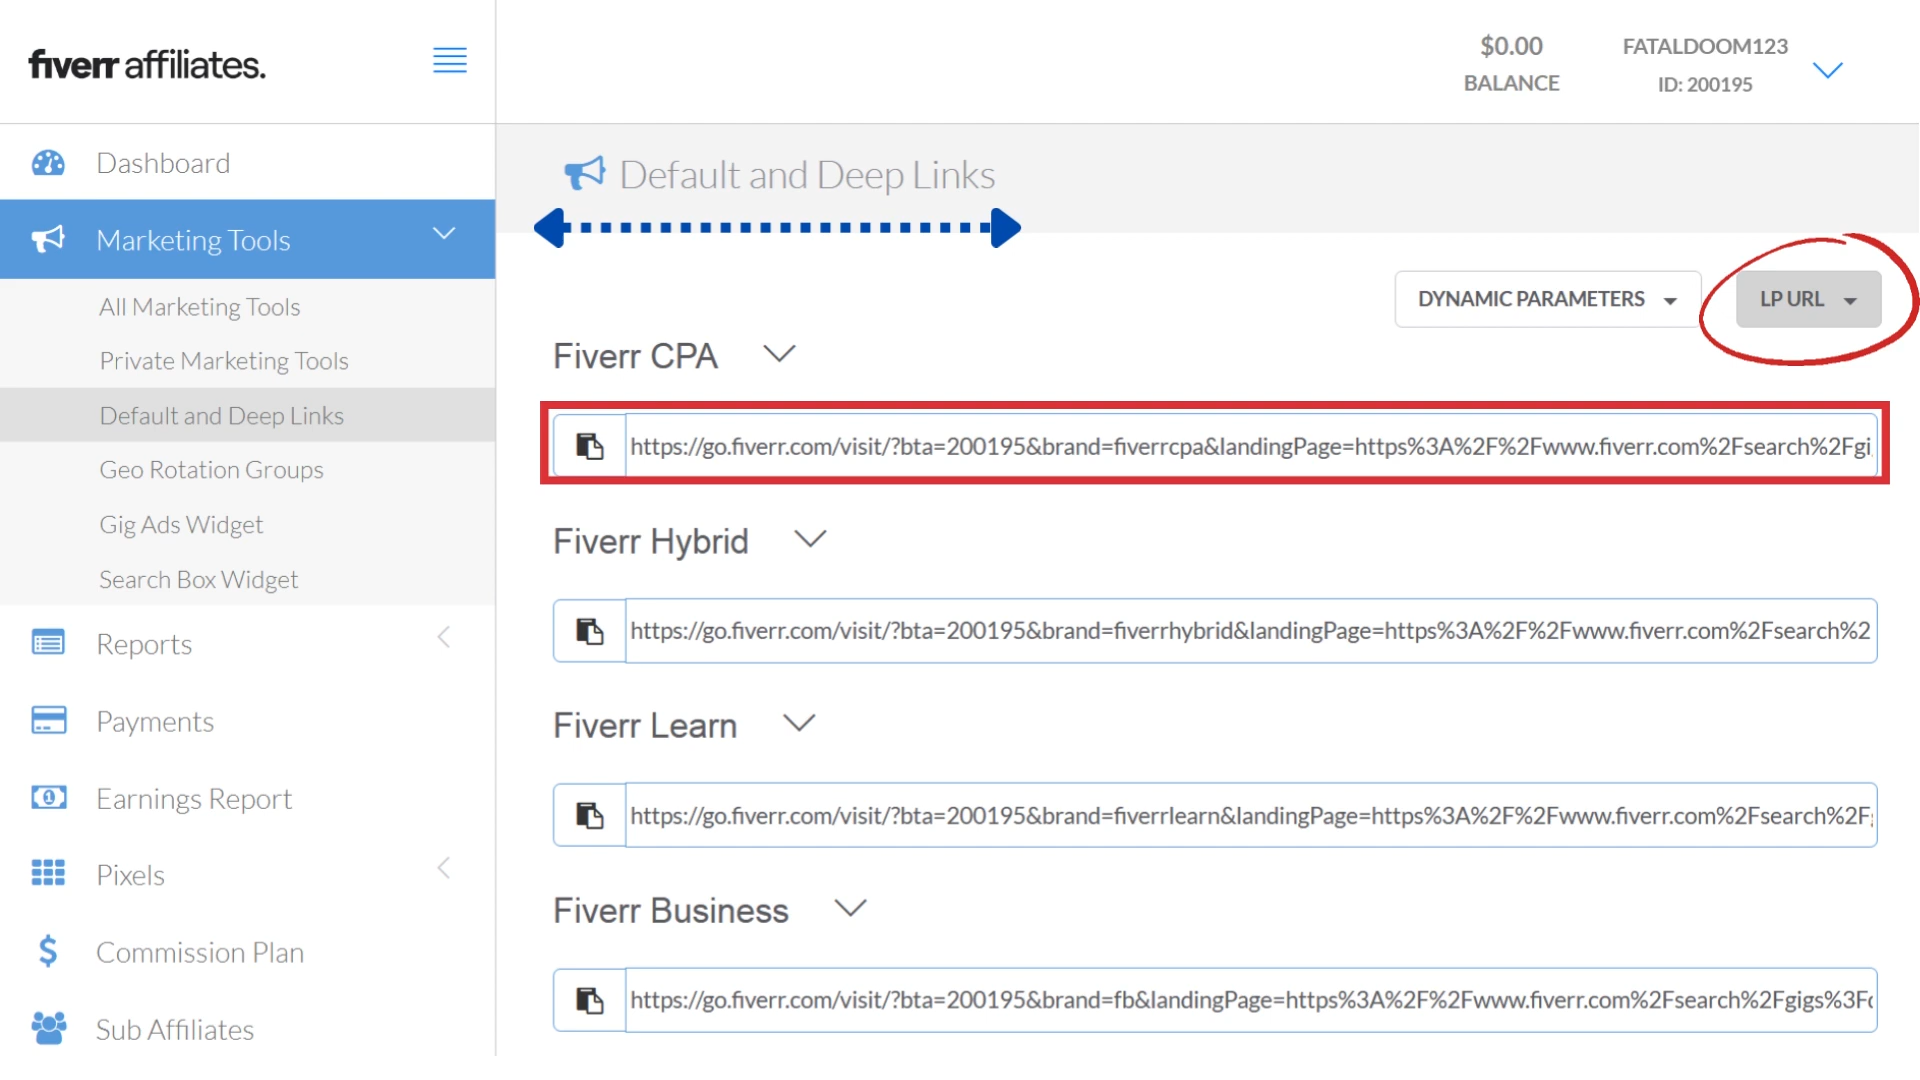 fiverr affiliates.
$0.00
BALANCE
FATALDOOM123
ID: 200195
Dashboard
Marketing Tools
All Marketing Tools
Private Marketing Tools
Default and Deep Links
Geo Rotation Groups
Gig Ads Widget
Search Box Widget
Reports
Payments
Earnings Report
Pixels
Commission Plan
Sub Affiliates
Default and Deep Links
DYNAMIC PARAMETERS
LP URL
Fiverr CPA
https://go.fiverr.com/visit/?bta=200195&brand=fiverrcpa&landingPage=https%3A%2F%2Fwww.fiverr.com%2Fsearch%2Fgi
Fiverr Hybrid
https://go.fiverr.com/visit/?bta=200195&brand=fiverrhybrid&landingPage=https%3A%2F%2Fwww.fiverr.com%2Fsearch%2
Fiverr Learn
https://go.fiverr.com/visit/?bta=200195&brand=fiverrlearn&landingPage=https%3A%2F%2Fwww.fiverr.com%2Fsearch%2F
Fiverr Business
https://go.fiverr.com/visit/?bta=200195&brand=fb&landingPage=https%3A%2F%2Fwww.fiverr.com%2Fsearch%2Fgigs%3F